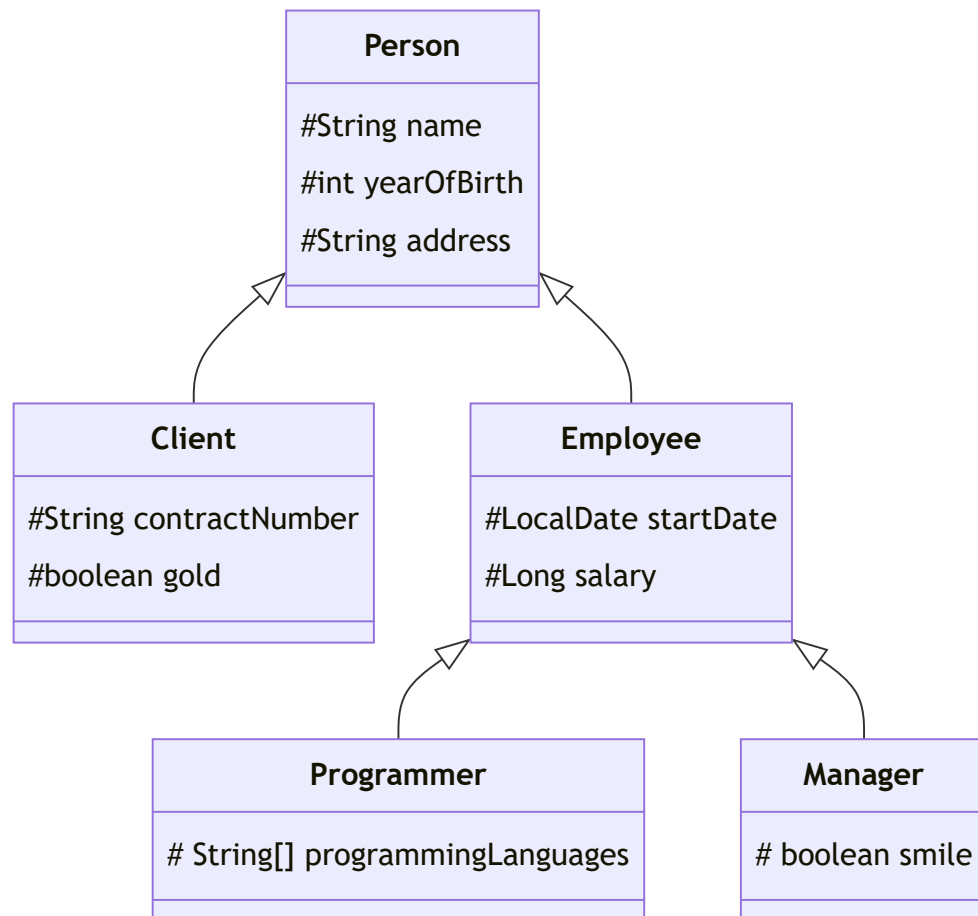 Person
#String name
#int yearOfBirth
#String address
Client
#String contractNumber
#boolean gold
Employee
#LocalDate startDate
#Long salary
Programmer
# String[] programmingLanguages
Manager
# boolean smile